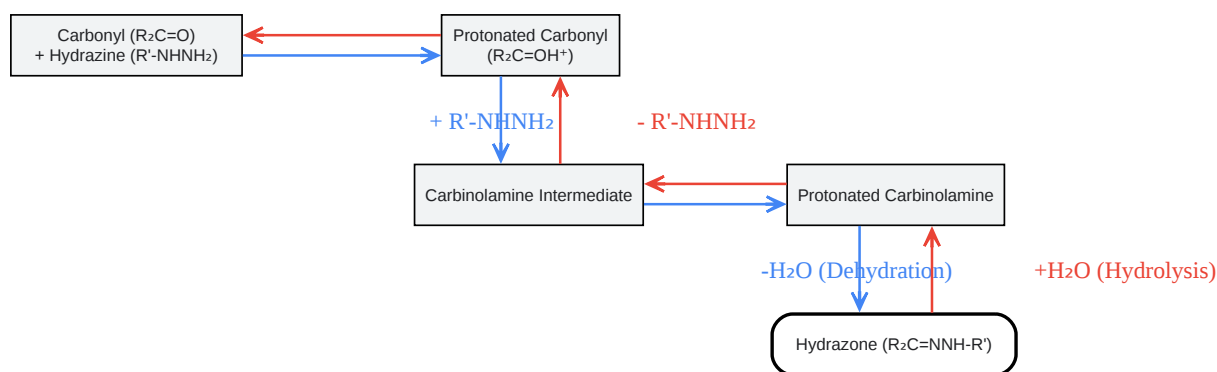 Carbonyl (R₂C=O)
+ Hydrazine (R'-NHNH₂)
Protonated Carbonyl
(R₂C=OH⁺)
+ R'-NHNH₂
- R'-NHNH₂
Carbinolamine Intermediate
Protonated Carbinolamine
-H₂O (Dehydration)
+H₂O (Hydrolysis)
Hydrazone (R₂C=NNH-R')